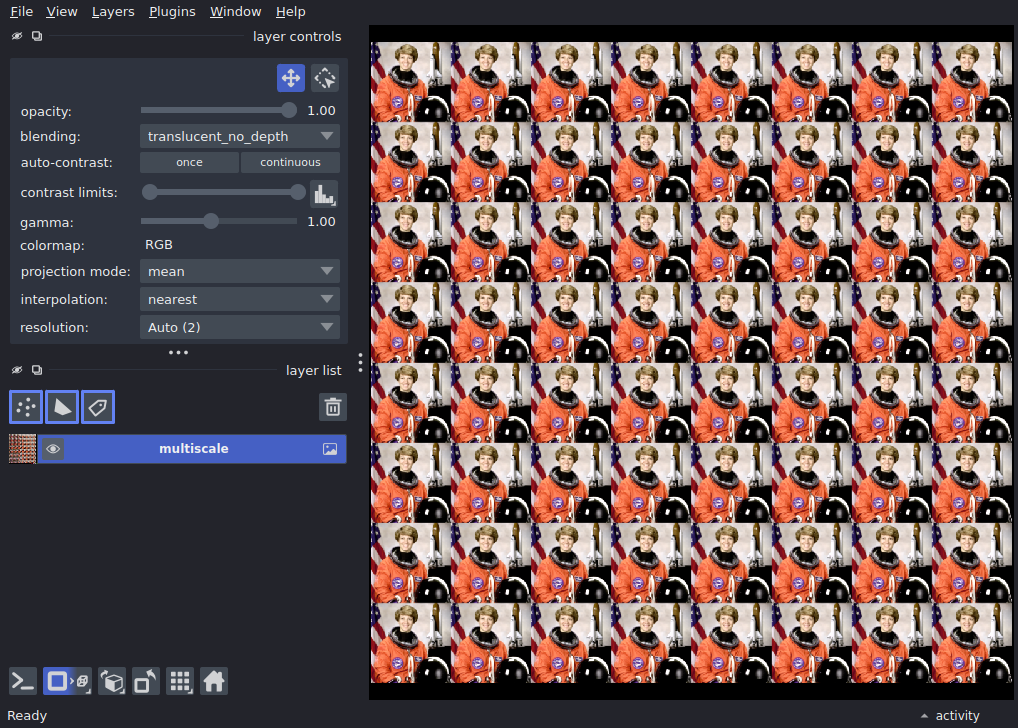 File View Layers Plugins Window Help
layer controls
opacity: 1.00
blending: translucent_no_depth
auto-contrast: once continuous
contrast limits:
gamma: 1.00
colormap: RGB
projection mode: mean
interpolation: nearest
resolution: Auto (2)
layer list
multiscale
Ready activity